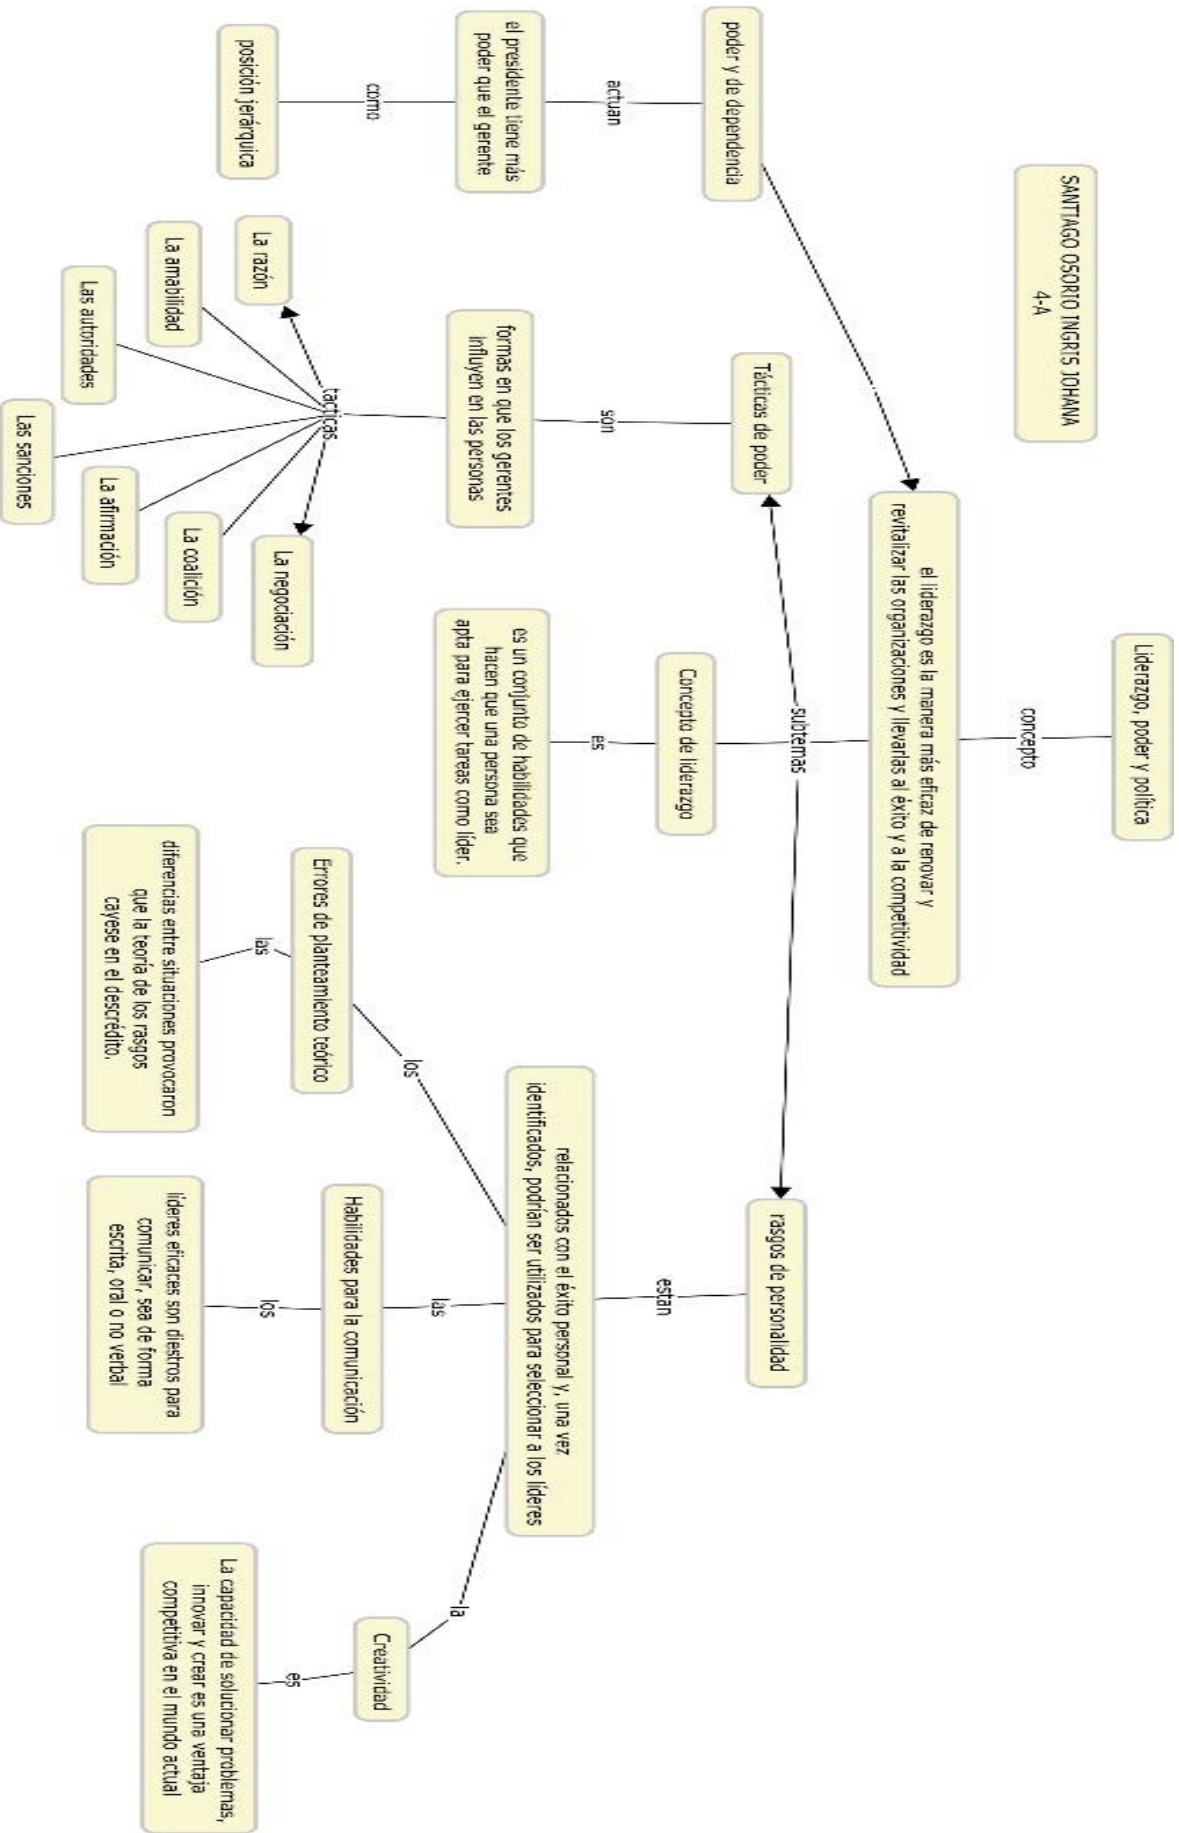 SANTIAGO OSORIO INGRIS JOHANA
4-A
Liderazgo, poder y política
concepto
el liderazgo es la manera más eficaz de renovar y
revitalizar las organizaciones y llevarlas al éxito y a la competitividad
subtemas
poder y de dependencia
actuan
el presidente tiene más
poder que el gerente
como
posición jerárquica
Tácticas de poder
son
formas en que los gerentes
influyen en las personas
tacticas
La razón
La amabilidad
Las autoridades
Las sanciones
La afirmación
La coalición
La negociación
Concepto de liderazgo
es
es un conjunto de habilidades que
hacen que una persona sea
apta para ejercer tareas como líder.
rasgos de personalidad
estan
relacionados con el éxito personal y, una vez
identificados, podrían ser utilizados para seleccionar a los líderes
los
Errores de planteamiento teórico
las
diferencias entre situaciones provocaron
que la teoría de los rasgos
cayese en el descrédito.
las
Habilidades para la comunicación
los
líderes eficaces son diestros para
comunicar, sea de forma
escrita, oral o no verbal
la
Creatividad
es
La capacidad de solucionar problemas,
innovar y crear es una ventaja
competitiva en el mundo actual